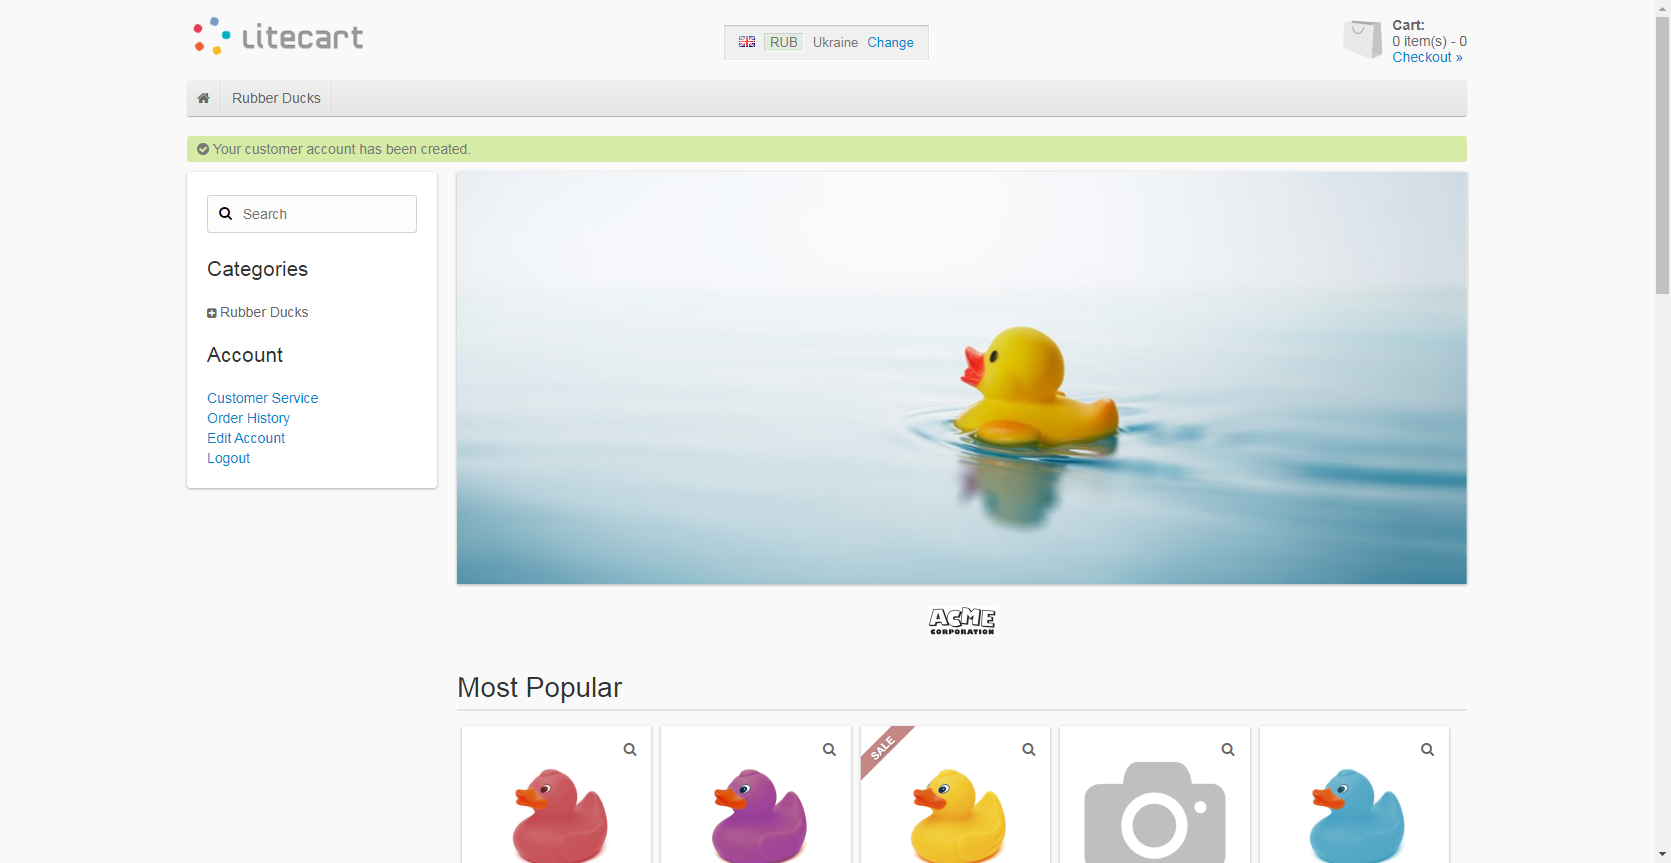 Litecart
RUB Ukraine Change
Cart:
0 item(s) - 0
Checkout »
Rubber Ducks
Your customer account has been created.
Search
Categories
Rubber Ducks
Account
Customer Service
Order History
Edit Account
Logout
ACME
CORPORATION
Most Popular
SALE